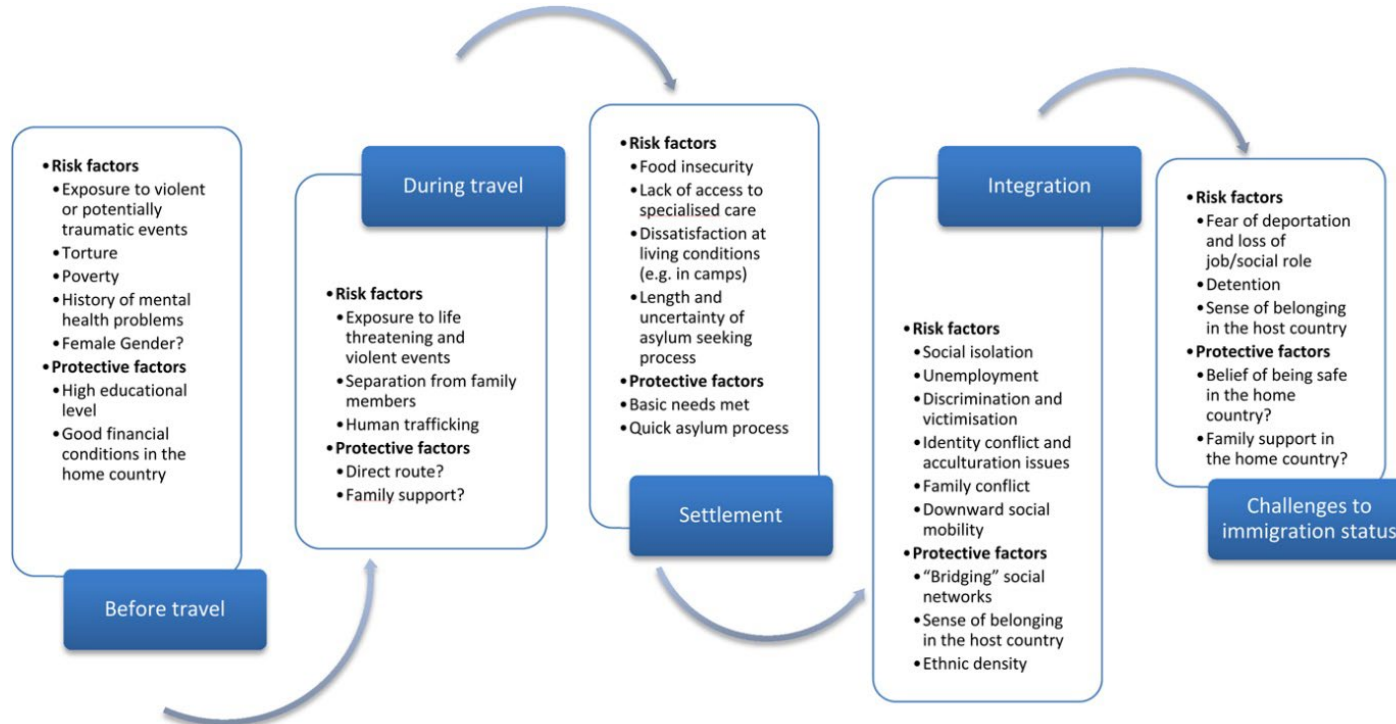 •Risk factors
•Exposure to violent
or potentially
traumatic events
•Torture
•Poverty
•History of mental
health problems
•Female Gender?
•Protective factors
•High educational
level
•Good financial
conditions in the
home country
Before travel
During travel
•Risk factors
•Exposure to life
threatening and
violent events
•Separation from family
members
•Human trafficking
•Protective factors
•Direct route?
•Family support?
•Risk factors
•Food insecurity
•Lack of access to
specialised care
•Dissatisfaction at
living conditions
(e.g. in camps)
•Length and
uncertainty of
asylum seeking
process
•Protective factors
•Basic needs met
•Quick asylum process
Settlement
Integration
•Risk factors
•Social isolation
•Unemployment
•Discrimination and
victimisation
•Identity conflict and
acculturation issues
•Family conflict
•Downward social
mobility
•Protective factors
•“Bridging” social
networks
•Sense of belonging
in the host country
•Ethnic density
•Risk factors
•Fear of deportation
and loss of
job/social role
•Detention
•Sense of belonging
in the host country
•Protective factors
•Belief of being safe
in the home
country?
•Family support in
the home country?
Challenges to
immigration status